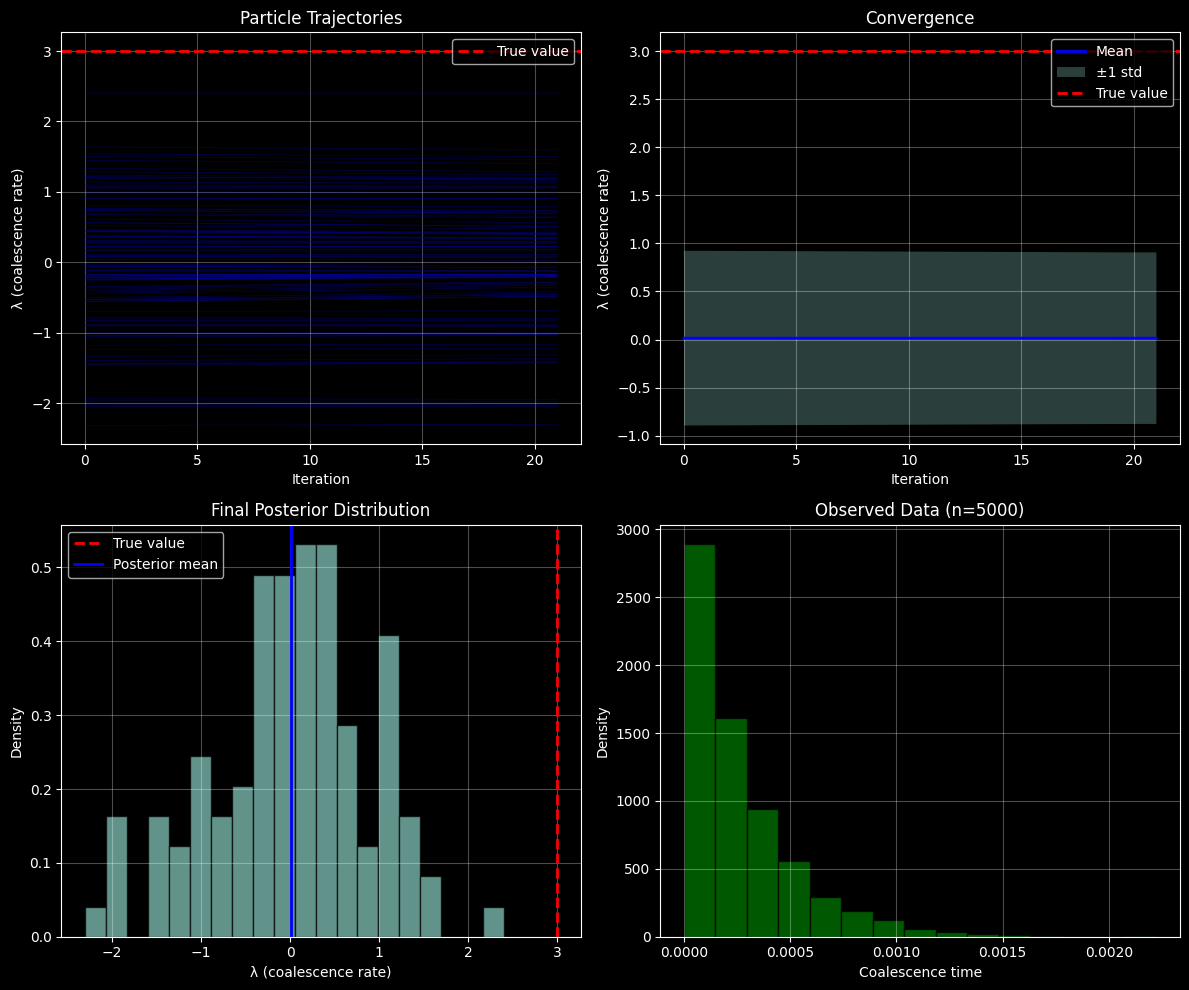 Particle Trajectories
True value
3
2
1
0
−1
−2
λ (coalescence rate)
0 5 10 15 20
Iteration
Convergence
Mean
±1 std
True value
3.0
2.5
2.0
1.5
1.0
0.5
0.0
−0.5
−1.0
λ (coalescence rate)
0 5 10 15 20
Iteration
Final Posterior Distribution
True value
Posterior mean
0.5
0.4
0.3
0.2
0.1
0.0
Density
−2 −1 0 1 2 3
λ (coalescence rate)
Observed Data (n=5000)
3000
2500
2000
1500
1000
500
0
Density
0.0000 0.0005 0.0010 0.0015 0.0020
Coalescence time